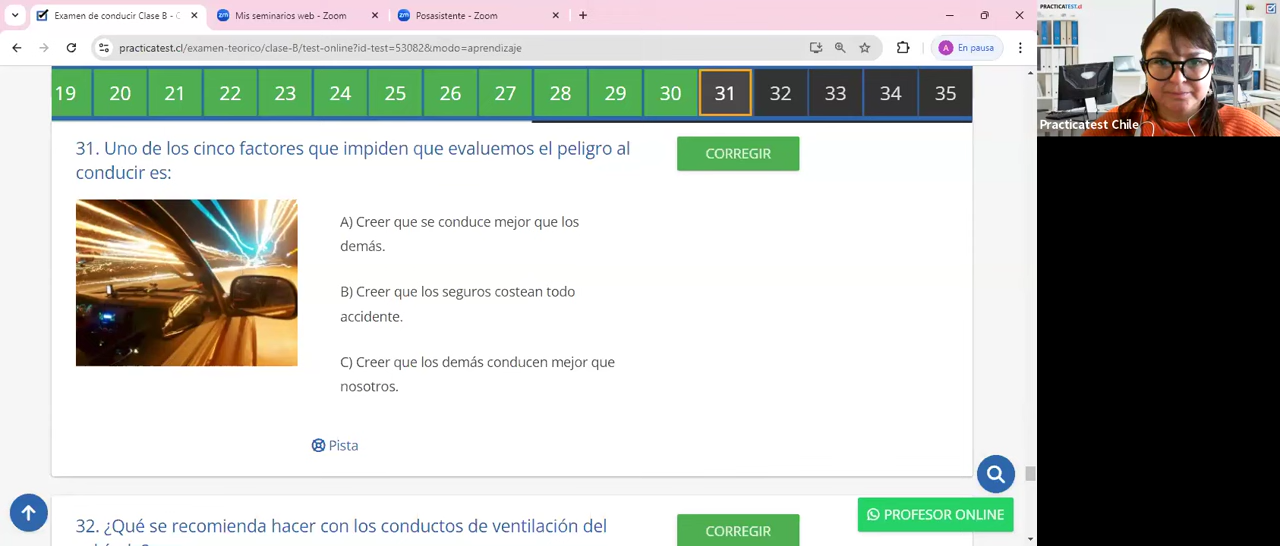 Examen de conducir Clase B - C
Mis seminarios web - Zoom
Posasistente - Zoom
practicatest.cl/examen-teorico/clase-B/test-online?id-test=53082&modo=aprendizaje
A
En pausa
19 20 21 22 23 24 25 26 27 28 29 30 31 32 33 34 35
31. Uno de los cinco factores que impiden que evaluemos el peligro al
conducir es:
CORREGIR
A) Creer que se conduce mejor que los
demás.
B) Creer que los seguros costean todo
accidente.
C) Creer que los demás conducen mejor que
nosotros.
Pista
32. ¿Qué se recomienda hacer con los conductos de ventilación del
CORREGIR
PROFESOR ONLINE
PRACTICATEST.cl
Practicatest Chile